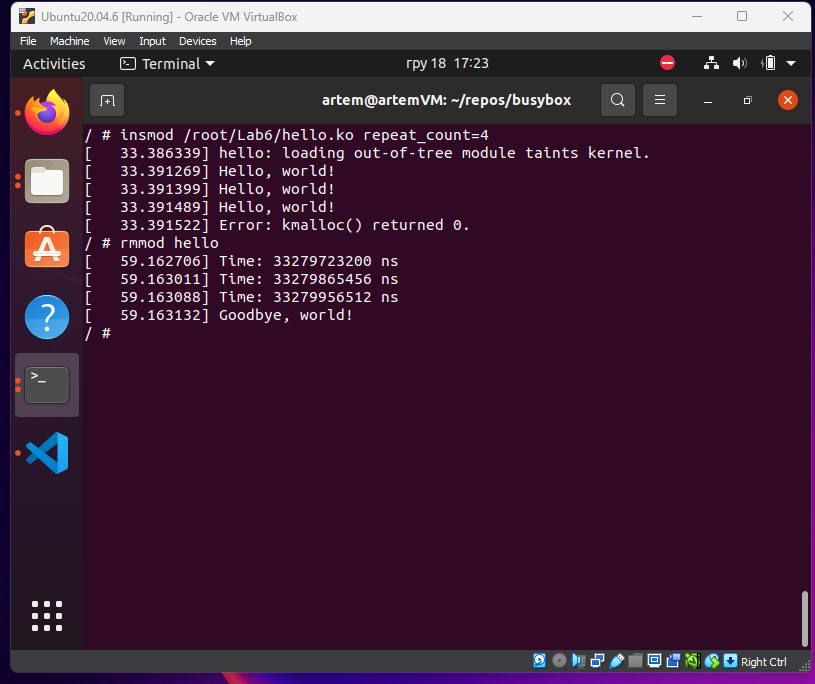 Ubuntu20.04.6 [Running] - Oracle VM VirtualBox
File Machine View Input Devices Help
Activities Terminal гру 18 17:23
artem@artemVM: ~/repos/busybox
/ # insmod /root/Lab6/hello.ko repeat_count=4
[   33.386339] hello: loading out-of-tree module taints kernel.
[   33.391269] Hello, world!
[   33.391399] Hello, world!
[   33.391489] Hello, world!
[   33.391522] Error: kmalloc() returned 0.
/ # rmmod hello
[   59.162706] Time: 33279723200 ns
[   59.163011] Time: 33279865456 ns
[   59.163088] Time: 33279956512 ns
[   59.163132] Goodbye, world!
/ #
Right Ctrl